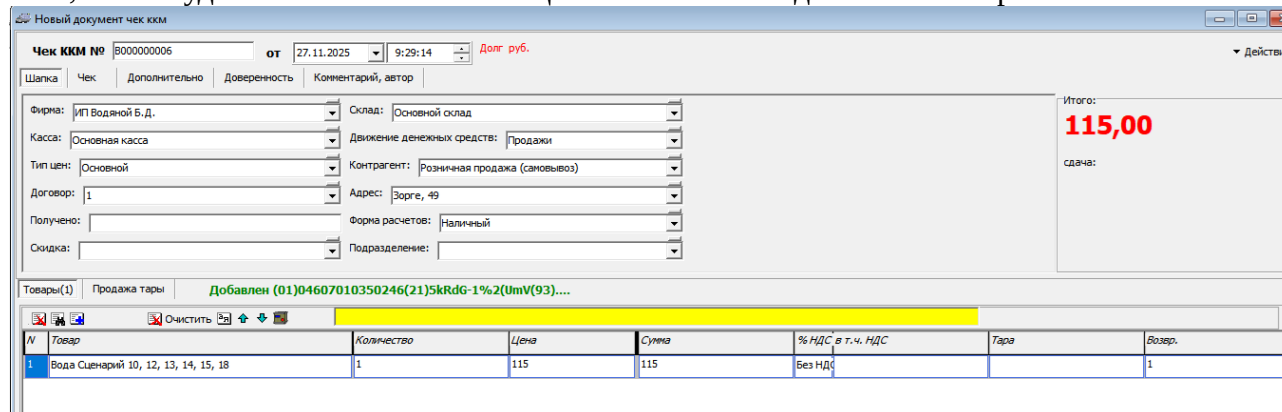 Новый документ чек ккм
Чек ККМ № В000000006 от 27.11.2025 9:29:14 Долг руб.
Действи
Шапка Чек Дополнительно Доверенность Комментарий, автор
Фирма: ИП Водяной Б.Д. Склад: Основной склад
Итого:
115,00
Касса: Основная касса Движение денежных средств: Продажи
сдача:
Тип цен: Основной Контрагент: Розничная продажа (самовывоз)
Договор: 1 Адрес: Зорге, 49
Получено: Форма расчетов: Наличный
Скидка: Подразделение:
Товары(1) Продажа тары Добавлен (01)04607010350246(21)5kRdG-1%2(UmV(93)....
Очистить
N Товар Количество Цена Сумма % НДС в т.ч. НДС Тара Возвр.
1 Вода Сценарий 10, 12, 13, 14, 15, 18 1 115 115 Без НДС 1